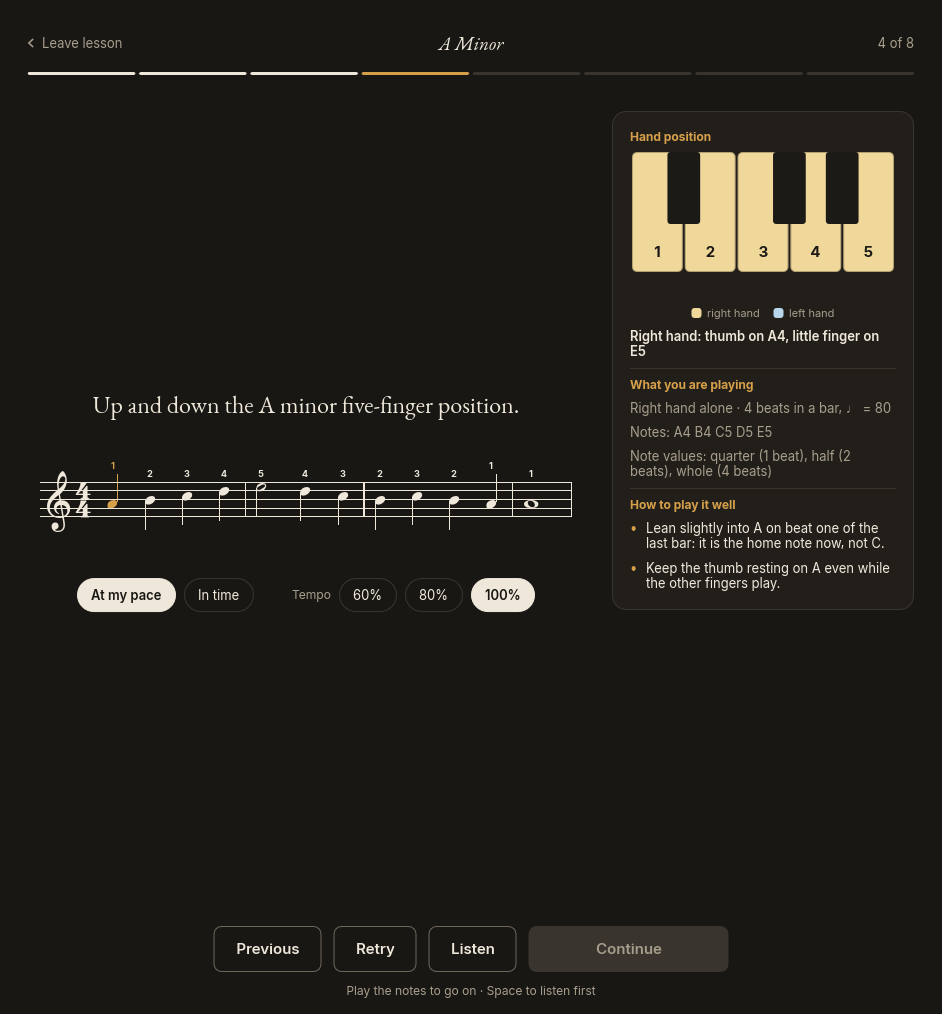 Leave lesson
A Minor
4 of 8
Up and down the A minor five-finger position.
1 2 3 4 5 4 3 2 3 2 1 1
4
4
At my pace
In time
Tempo
60%
80%
100%
Hand position
1 2 3 4 5
right hand
left hand
Right hand: thumb on A4, little finger on
E5
What you are playing
Right hand alone · 4 beats in a bar, ♩ = 80
Notes: A4 B4 C5 D5 E5
Note values: quarter (1 beat), half (2
beats), whole (4 beats)
How to play it well
• Lean slightly into A on beat one of the
last bar: it is the home note now, not C.
• Keep the thumb resting on A even while
the other fingers play.
Previous
Retry
Listen
Continue
Play the notes to go on · Space to listen first